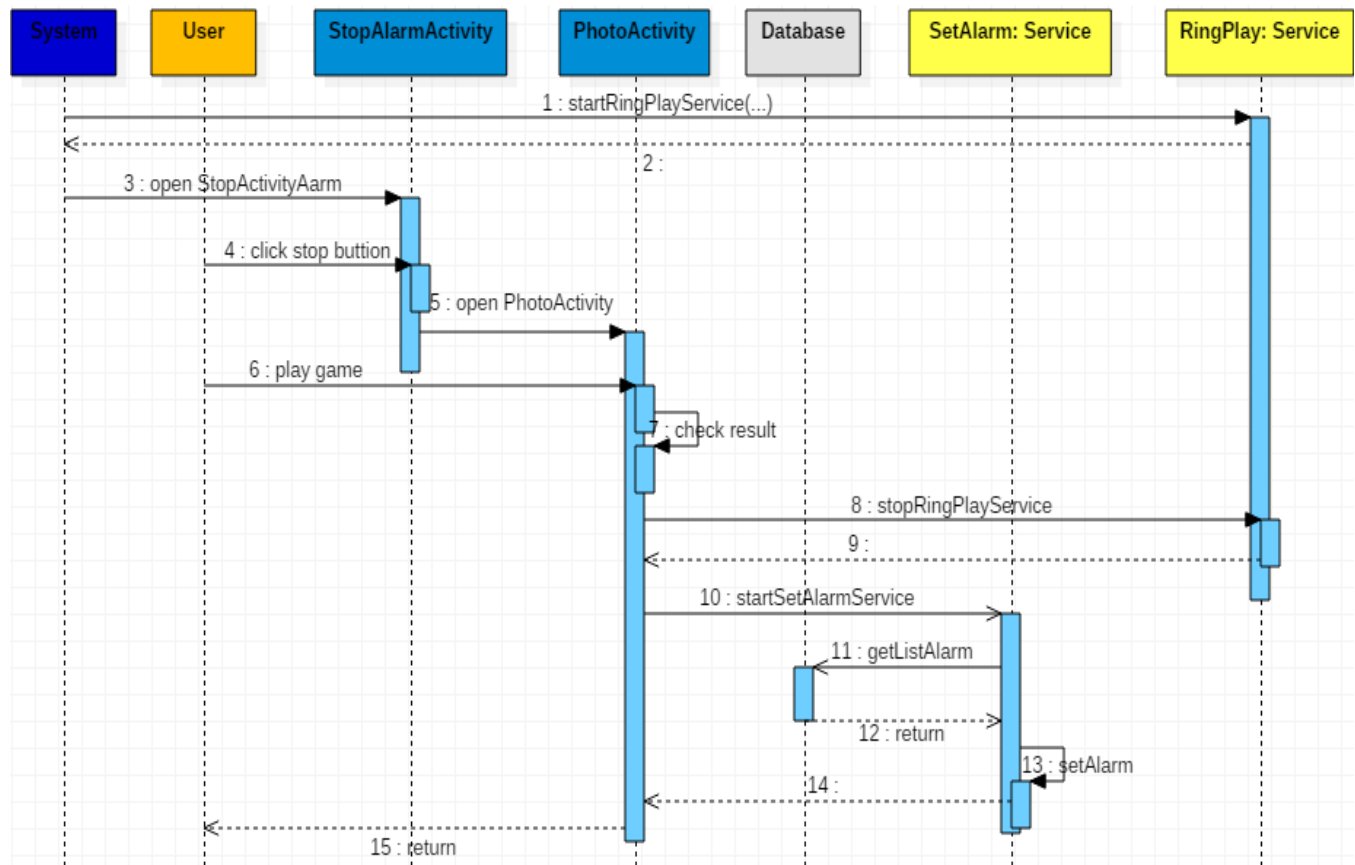 System
User
StopAlarmActivity
PhotoActivity
Database
SetAlarm: Service
RingPlay: Service
1 : startRingPlayService(...)
2 :
3 : open StopActivityAarm
4 : click stop buttion
5 : open PhotoActivity
6 : play game
7 : check result
8 : stopRingPlayService
9 :
10 : startSetAlarmService
11 : getListAlarm
12 : return
13 : setAlarm
14 :
15 : return